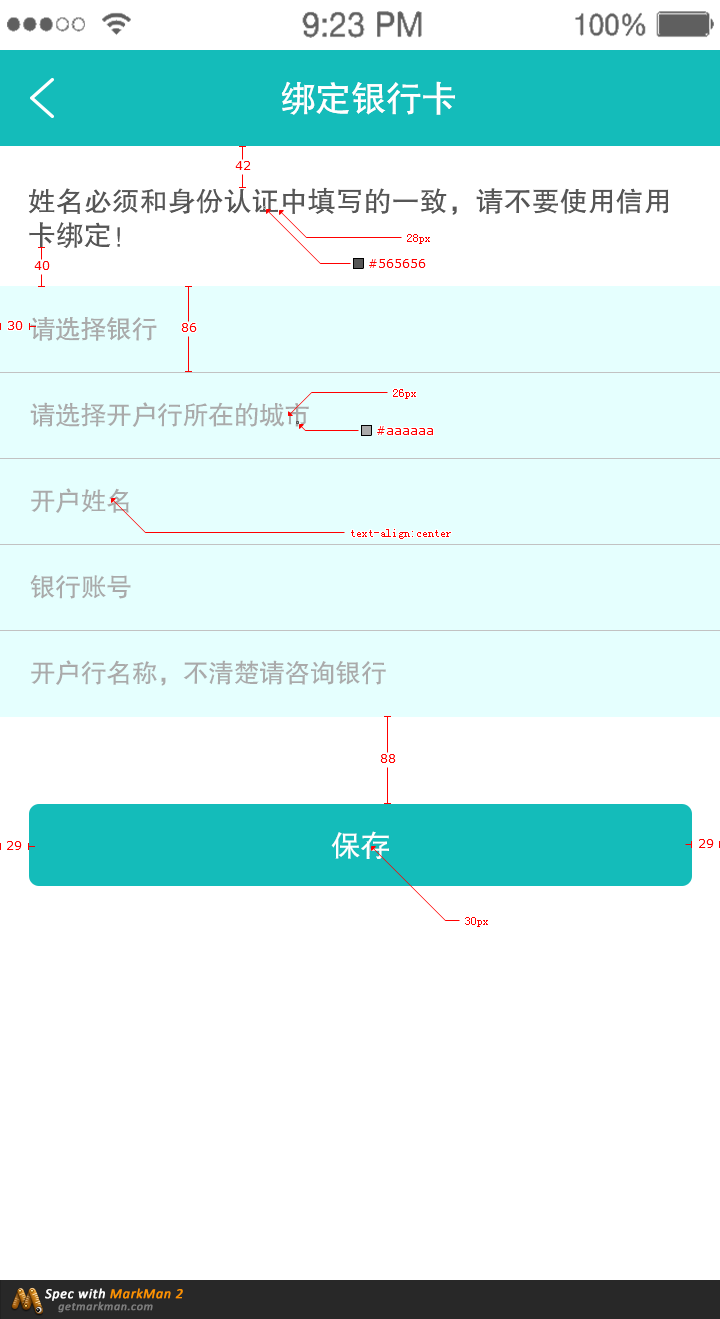 9:23 PM 100%
绑定银行卡
42
姓名必须和身份认证中填写的一致，请不要使用信用
卡绑定！
28px
#565656
40
30
请选择银行
86
26px
请选择开户行所在的城市
#aaaaaa
开户姓名
text-align:center
银行账号
开户行名称，不清楚请咨询银行
88
29
保存
29
30px
Spec with MarkMan 2
getmarkman.com